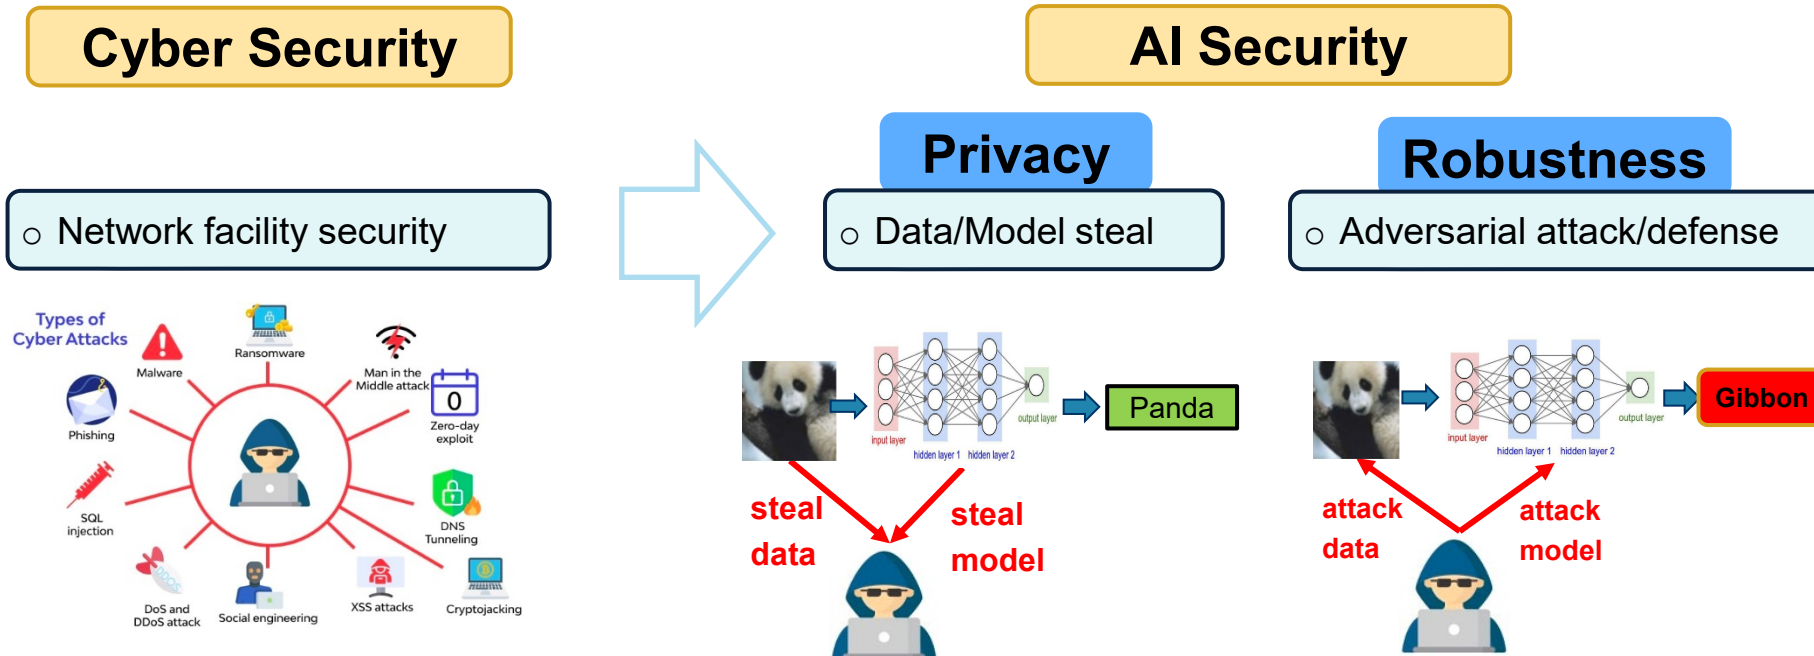 Cyber Security
AI Security
Privacy
Robustness
o Network facility security
o Data/Model steal
o Adversarial attack/defense
Types of
Cyber Attacks
Malware
Ransomware
Man in the
Middle attack
0
Zero-day
exploit
Phishing
SQL
injection
DNS
Tunneling
DDOS
DoS and
DDoS attack
Social engineering
XSS attacks
Cryptojacking
input layer
hidden layer 1
hidden layer 2
output layer
Panda
steal
data
steal
model
input layer
hidden layer 1
hidden layer 2
output layer
Gibbon
attack
data
attack
model